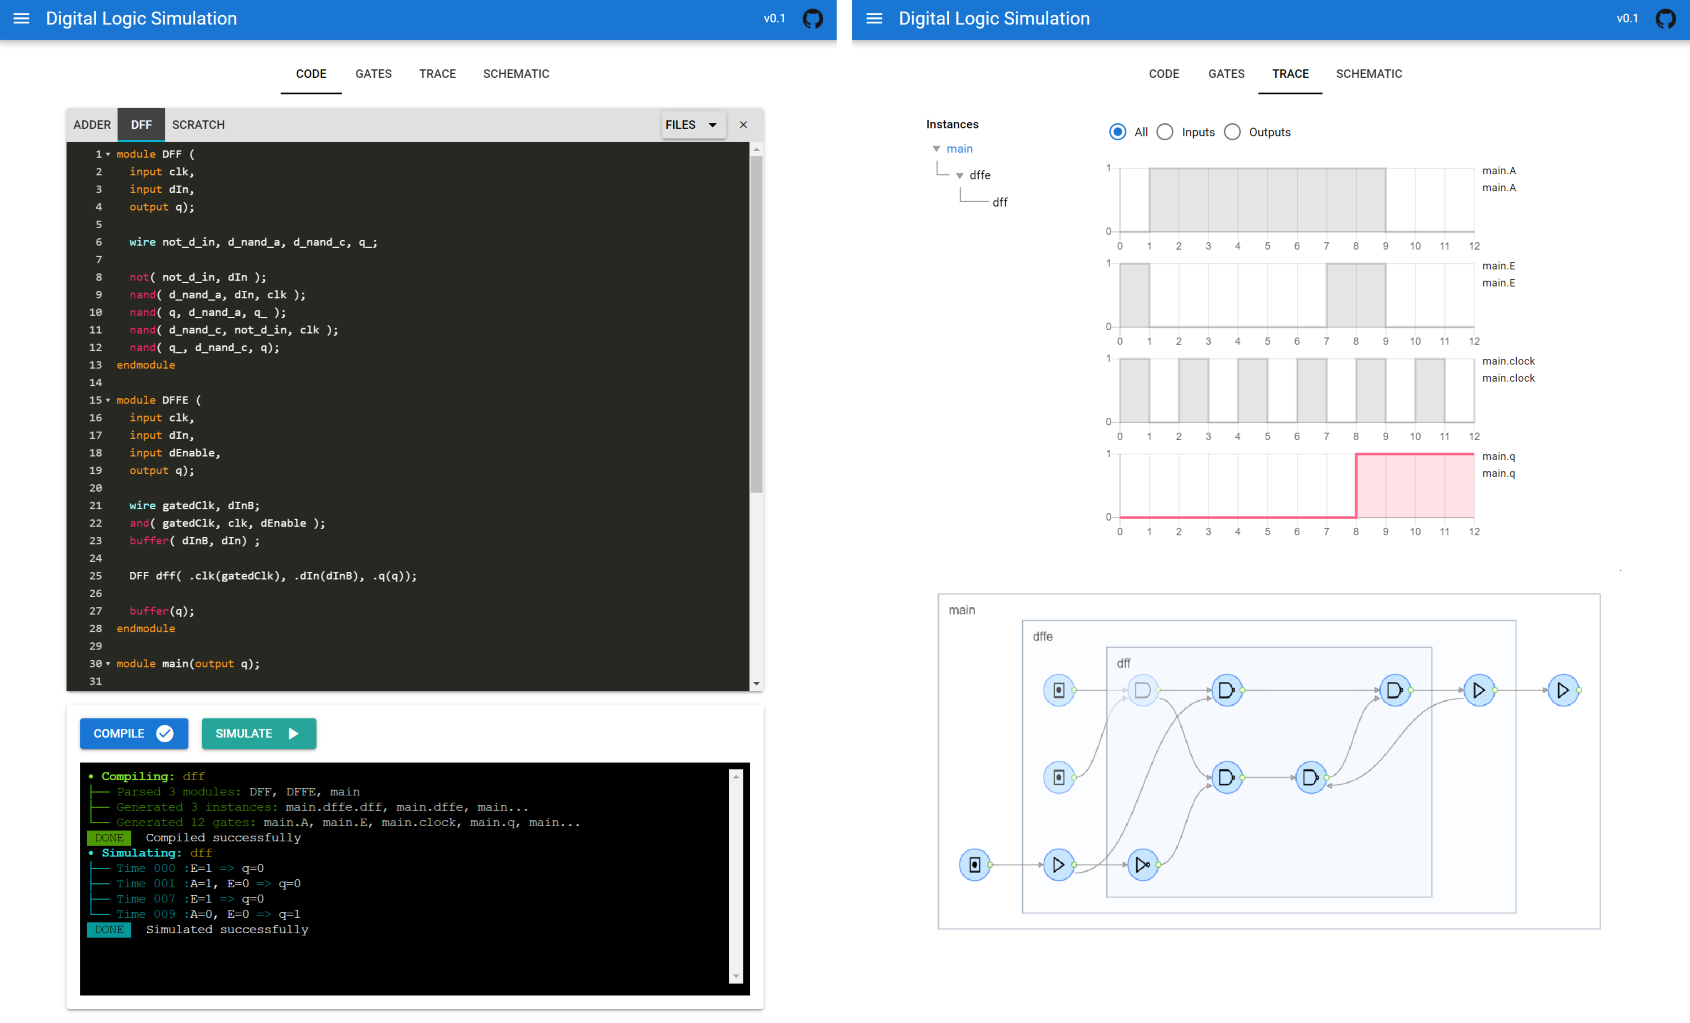 Digital Logic Simulation
v0.1
CODE GATES TRACE SCHEMATIC
ADDER DFF SCRATCH FILES ×
1 module DFF (
2 input clk,
3 input dIn,
4 output q);
5
6 wire not_d_in, d_nand_a, d_nand_c, q_;
7
8 not( not_d_in, dIn );
9 nand( d_nand_a, dIn, clk );
10 nand( q, d_nand_a, q_ );
11 nand( d_nand_c, not_d_in, clk );
12 nand( q_, d_nand_c, q);
13 endmodule
14
15 module DFFE (
16 input clk,
17 input dIn,
18 input dEnable,
19 output q);
20
21 wire gatedClk, dInB;
22 and( gatedClk, clk, dEnable );
23 buffer( dInB, dIn) ;
24
25 DFF dff( .clk(gatedClk), .dIn(dInB), .q(q));
26
27 buffer(q);
28 endmodule
29
30 module main(output q);
31
COMPILE SIMULATE
• Compiling: dff
├── Parsed 3 modules: DFF, DFFE, main
├── Generated 3 instances: main.dffe.dff, main.dffe, main...
└── Generated 12 gates: main.A, main.E, main.clock, main.q, main...
DONE Compiled successfully
• Simulating: dff
├── Time 000 :E=1 => q=0
├── Time 001 :A=1, E=0 => q=0
├── Time 007 :E=1 => q=0
└── Time 009 :A=0, E=0 => q=1
DONE Simulated successfully
Digital Logic Simulation
v0.1
CODE GATES TRACE SCHEMATIC
Instances
main
dffe
dff
All Inputs Outputs
1
0
0 1 2 3 4 5 6 7 8 9 10 11 12
main.A
main.A
1
0
0 1 2 3 4 5 6 7 8 9 10 11 12
main.E
main.E
1
0
0 1 2 3 4 5 6 7 8 9 10 11 12
main.clock
main.clock
1
0
0 1 2 3 4 5 6 7 8 9 10 11 12
main.q
main.q
main
dffe
dff